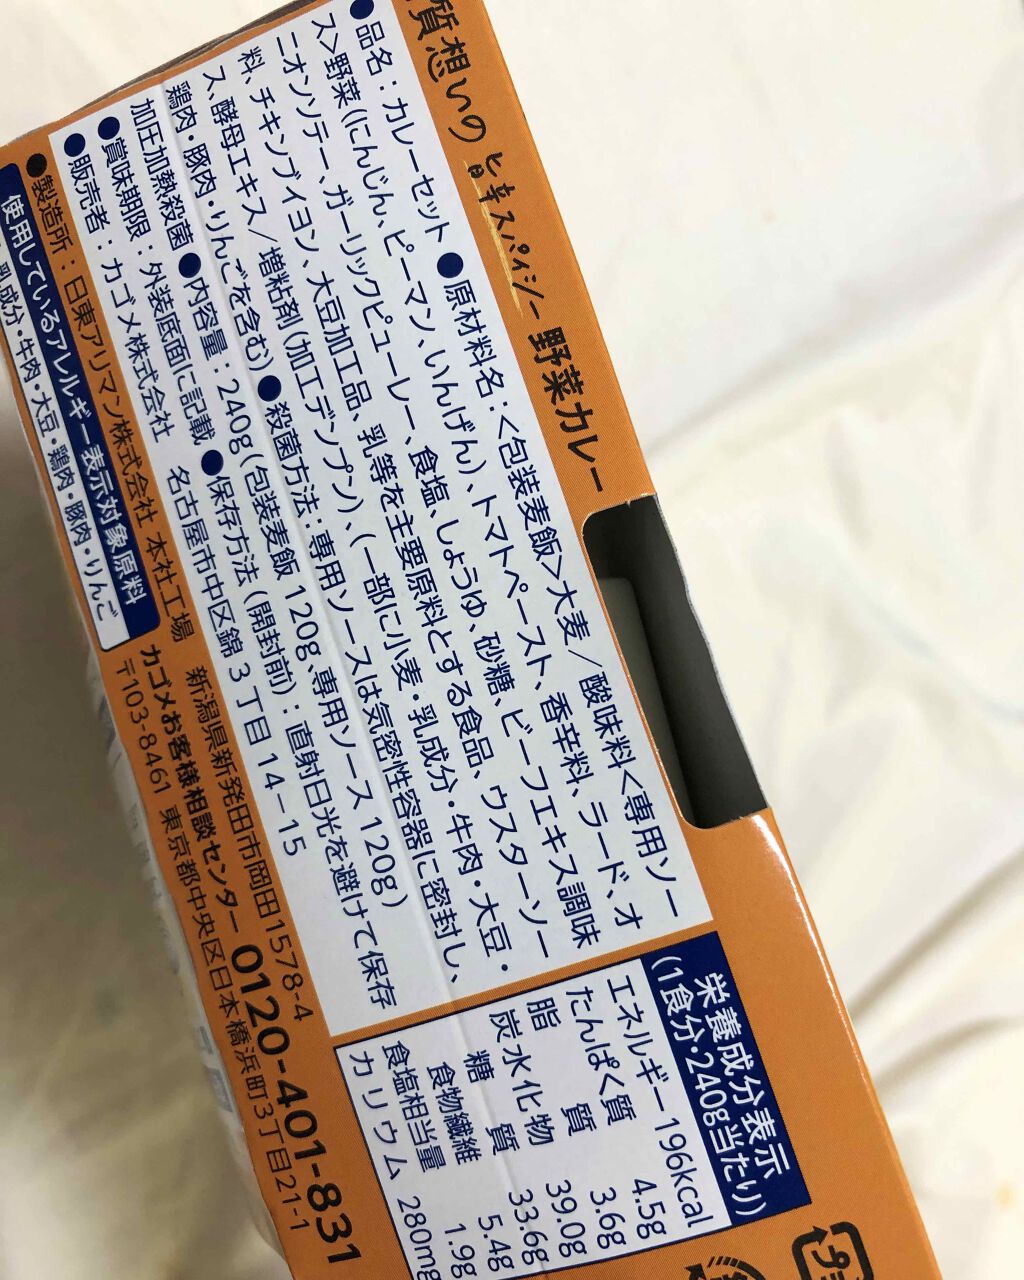 質想いの 旨辛スパイシー 野菜カレー
●品名：カレーセット ●原材料名：<包装麦飯>大麦／酸味料<専用ソー
ス>野菜(にんじん、ピーマン、いんげん)、トマトペースト、香辛料、ラード、オ
ニオンソテー、ガーリックピューレー、食塩、しょうゆ、砂糖、ビーフエキス調味
料、チキンブイヨン、大豆加工品、乳等を主要原料とする食品、ウスターソー
ス、酵母エキス／増粘剤(加工デンプン)、(一部に小麦・乳成分・牛肉・大豆・
鶏肉・豚肉・りんごを含む) ●殺菌方法：専用ソースは気密性容器に密封し、
加圧加熱殺菌 ●内容量：240g(包装麦飯 120g、専用ソース 120g)
●賞味期限：外装底面に記載 ●保存方法(開封前)：直射日光を避けて保存
●販売者：カゴメ株式会社 名古屋市中区錦3丁目14－15
●製造所：日東アリマン株式会社 本社工場 新潟県新発田市岡田1578-4
使用しているアレルギー表示対象原料
乳成分・牛肉・大豆・鶏肉・豚肉・りんご
カゴメお客様相談センター 0120-401-831
〒103-8461 東京都中央区日本橋浜町3丁目21-1
栄養成分表示
(1食分・240g当たり)
エネルギー 196kcal
たんぱく質 4.5g
脂質 3.6g
炭水化物 39.0g
糖質 33.6g
食物繊維 5.4g
食塩相当量 1.9g
カリウム 280mg
プラ